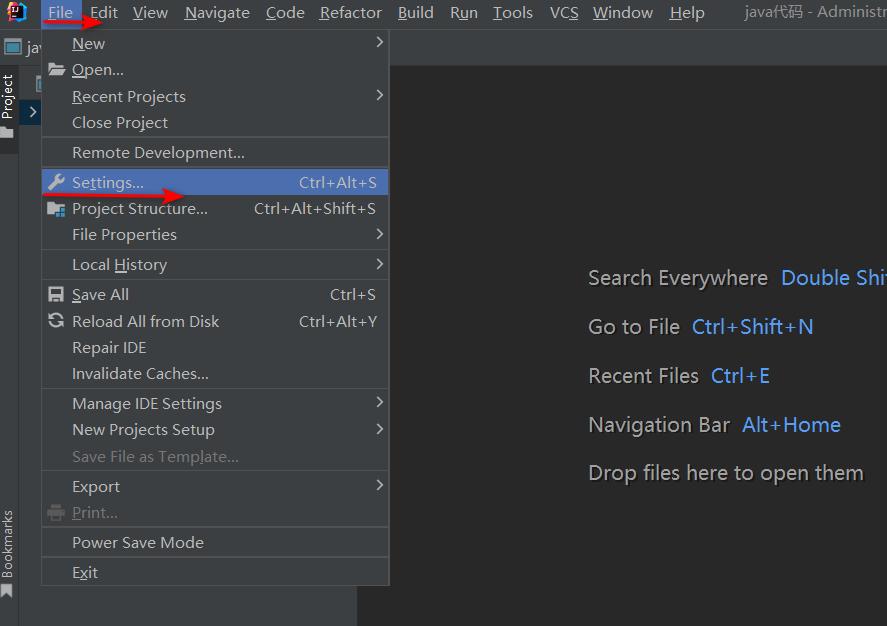 File Edit View Navigate Code Refactor Build Run Tools VCS Window Help java代码 - Administr
New
Open...
Recent Projects
Close Project
Remote Development...
Settings... Ctrl+Alt+S
Project Structure... Ctrl+Alt+Shift+S
File Properties
Local History
Save All Ctrl+S
Reload All from Disk Ctrl+Alt+Y
Repair IDE
Invalidate Caches...
Manage IDE Settings
New Projects Setup
Save File as Template...
Export
Print...
Power Save Mode
Exit
jav
Project
Bookmarks
Search Everywhere Double Shi
Go to File Ctrl+Shift+N
Recent Files Ctrl+E
Navigation Bar Alt+Home
Drop files here to open them